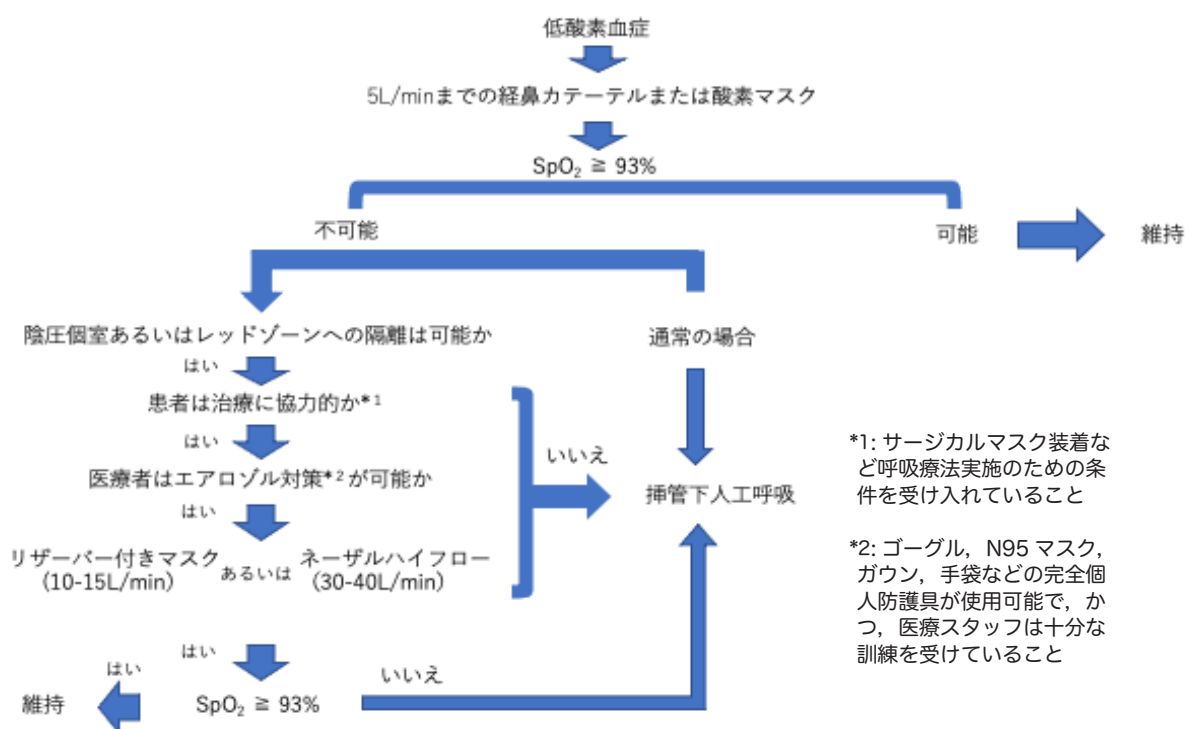 低酸素血症
5L/minまでの経鼻カテーテルまたは酸素マスク
SpO₂ ≧ 93%
不可能
可能
維持
陰圧個室あるいはレッドゾーンへの隔離は可能か
通常の場合
はい
患者は治療に協力的か*1
はい
いいえ
医療者はエアロゾル対策*2が可能か
挿管下人工呼吸
はい
リザーバー付きマスク
(10-15L/min)
あるいは
ネーザルハイフロー
(30-40L/min)
はい
はい
いいえ
維持
SpO₂ ≧ 93%
*1: サージカルマスク装着な
ど呼吸療法実施のための条
件を受け入れていること
*2: ゴーグル，N95 マスク，
ガウン，手袋などの完全個
人防護具が使用可能で，か
つ，医療スタッフは十分な
訓練を受けていること